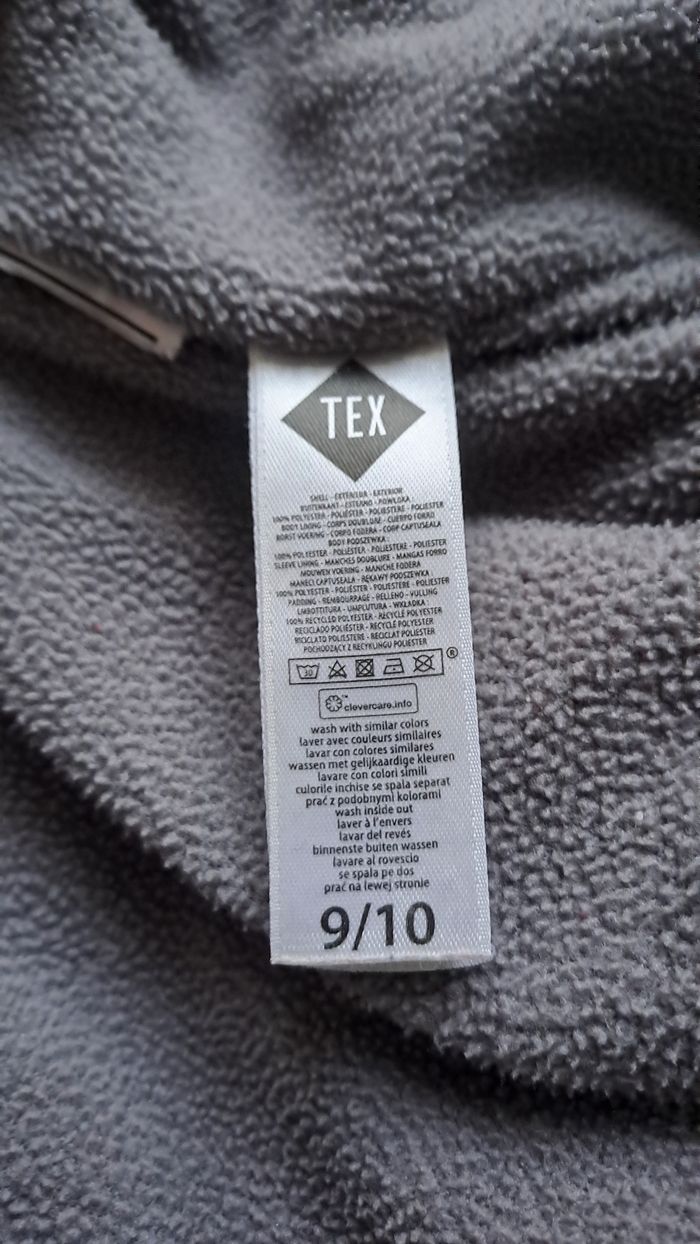 TEX
SHELL - EXTÉRIEUR - EXTERIOR
BUITENKANT - ESTERNO - POWŁOKA :
100% POLYESTER - POLIÉSTER - POLIESTERE - POLIESTER
BODY LINING - CORPS DOUBLURE - CUERPO FORRO
BORST VOERING - CORPO FODERA - CORP CAPTUSEALA
BODY PODSZEWKA :
100% POLYESTER - POLIÉSTER - POLIESTERE - POLIESTER
SLEEVE LINING - MANCHES DOUBLURE - MANGAS FORRO
MOUWEN VOERING - MANICHE FODERA
MANECI CAPTUSEALA - RĘKAWY PODSZEWKA :
100% POLYESTER - POLIÉSTER - POLIESTERE - POLIESTER
PADDING - REMBOURRAGE - RELLENO - VULLING
IMBOTTITURA - UMPLUTURA - WKŁADKA :
100% RECYCLED POLYESTER - RECYCLÉ POLYESTER
RECICLADO POLIÉSTER - RECYCLE POLYESTER
RICICLATO POLIESTERE - RECICLAT POLIESTER
POCHODZĄCY Z RECYKLINGU POLIESTER
30 ®
™ clevercare.info
wash with similar colors
laver avec couleurs similaires
lavar con colores similares
wassen met gelijkaardige kleuren
lavare con colori simili
culorile inchise se spala separat
prać z podobnymi kolorami
wash inside out
laver à l'envers
lavar del revés
binnenste buiten wassen
lavare al rovescio
se spala pe dos
prać na lewej stronie
9/10